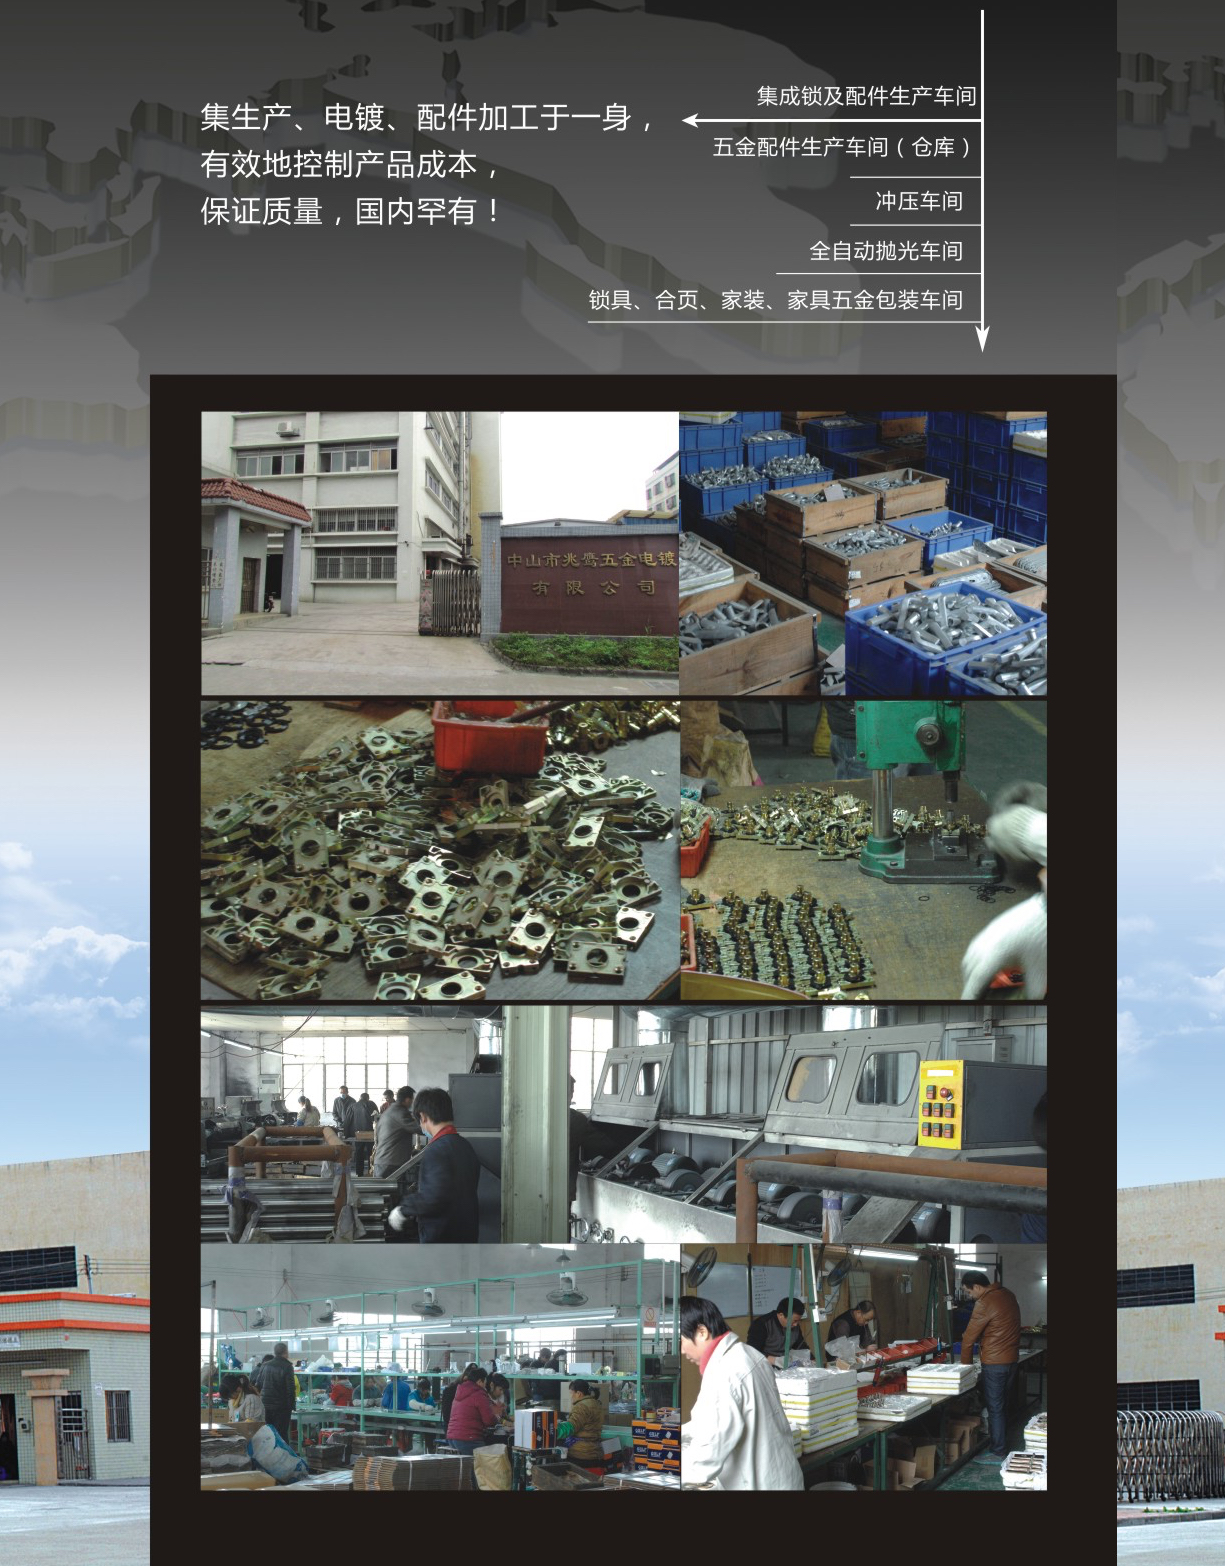 集生产、电镀、配件加工于一身，
有效地控制产品成本，
保证质量，国内罕有！
集成锁及配件生产车间
五金配件生产车间（仓库）
冲压车间
全自动抛光车间
锁具、合页、家装、家具五金包装车间
中山市兆鹰五金电镀
有限公司